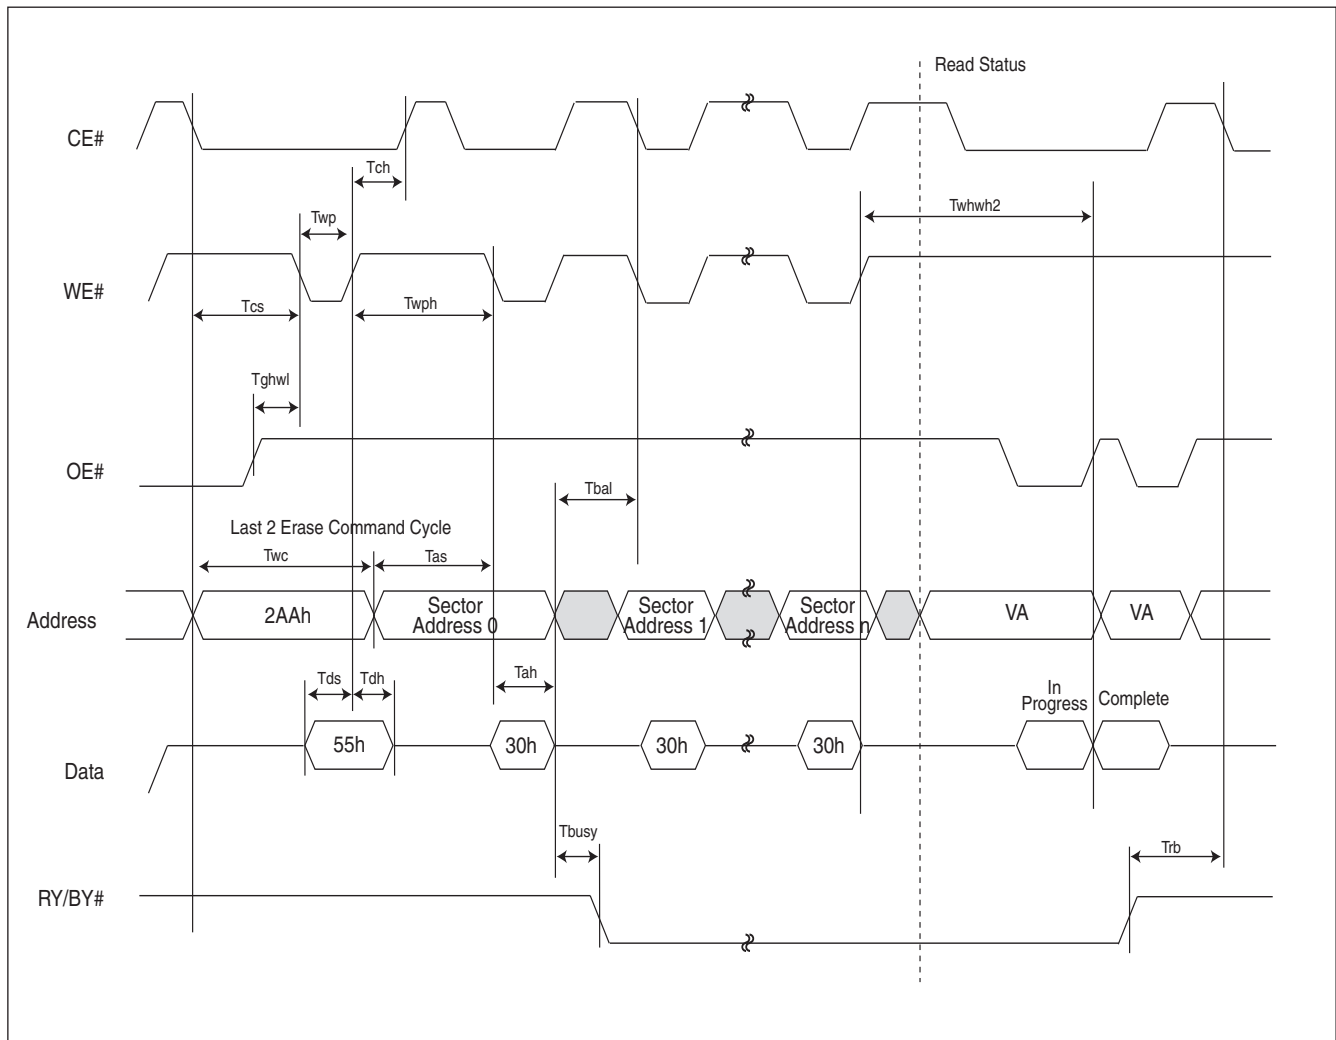 Read Status
CE#
Tch
Twp
Twhwh2
WE#
Tcs
Twph
Tghwl
OE#
Tbal
Last 2 Erase Command Cycle
Twc
Tas
Address
2AAh
Sector
Address 0
Sector
Address 1
Sector
Address n
VA
VA
Tds
Tdh
Tah
In
Progress
Complete
Data
55h
30h
30h
30h
Tbusy
Trb
RY/BY#